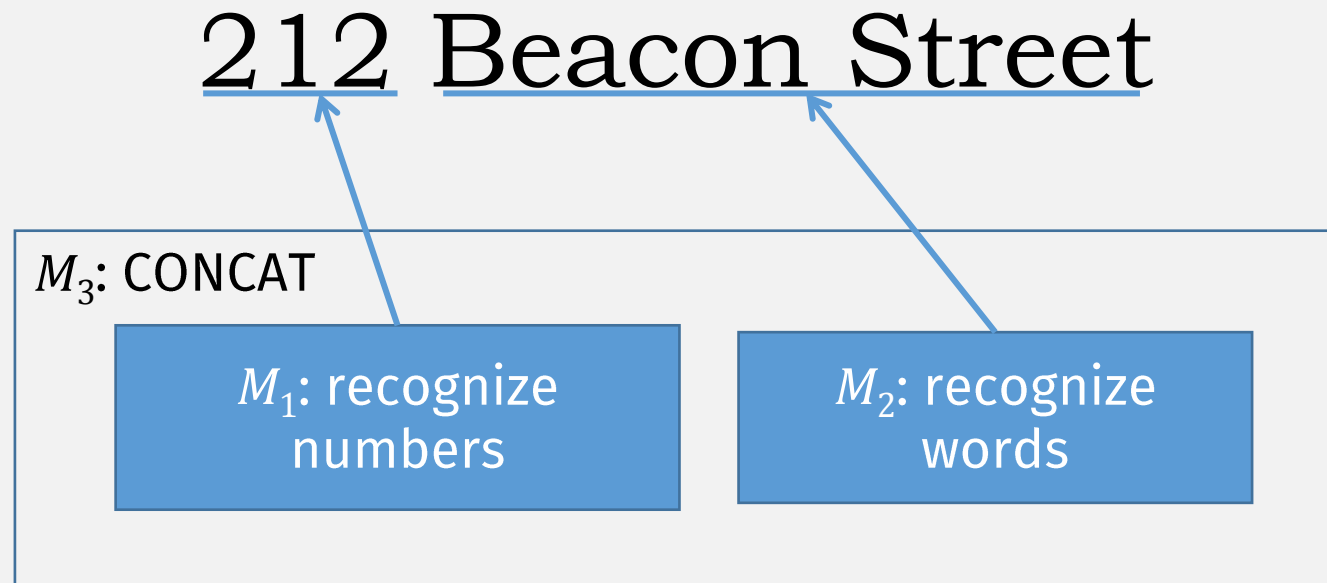 212 Beacon Street
M₃: CONCAT
M₁: recognize
numbers
M₂: recognize
words